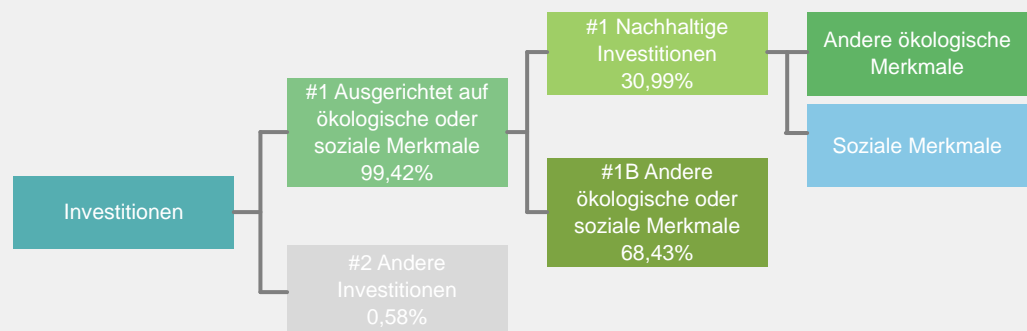 Investitionen
#1 Ausgerichtet auf
ökologische oder
soziale Merkmale
99,42%
#2 Andere
Investitionen
0,58%
#1 Nachhaltige
Investitionen
30,99%
#1B Andere
ökologische oder
soziale Merkmale
68,43%
Andere ökologische
Merkmale
Soziale Merkmale